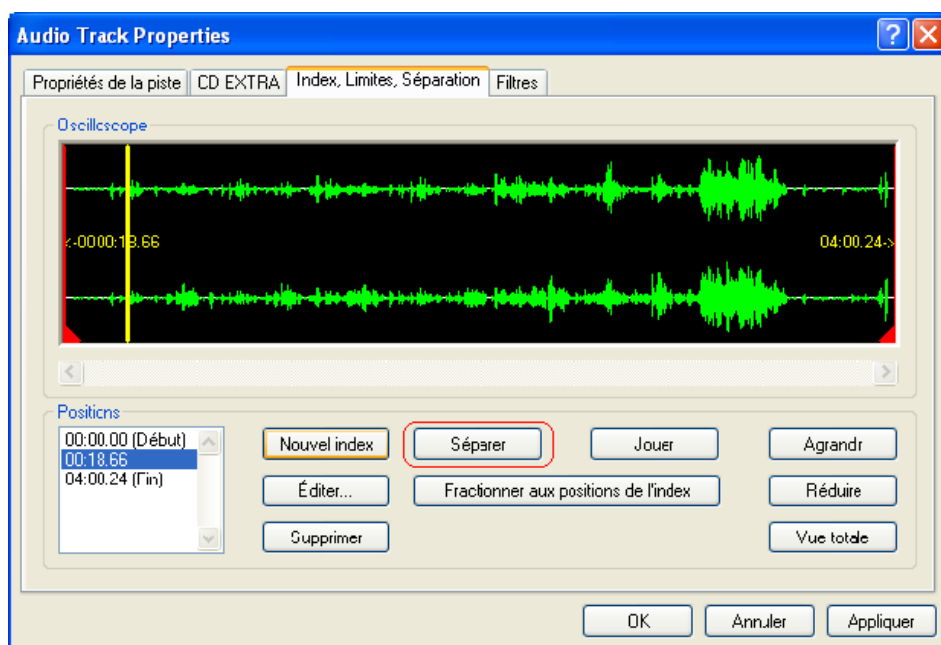 Audio Track Properties
Propriétés de la piste
CD EXTRA
Index, Limites, Séparation
Filtres
Oscilloscope
<-0000:18.66
04:00.24->
Positions
00:00.00 (Début)
00:18.66
04:00.24 (Fin)
Nouvel index
Séparer
Jouer
Agrandr
Éditer...
Fractionner aux positions de l'index
Réduire
Supprimer
Vue totale
OK
Annuler
Appliquer